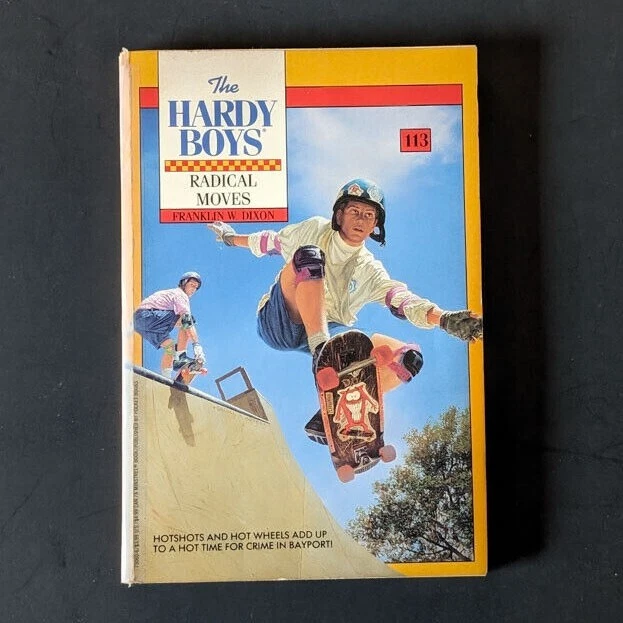 The
HARDY
BOYS®
RADICAL
MOVES
FRANKLIN W. DIXON
113
HOTSHOTS AND HOT WHEELS ADD UP
TO A HOT TIME FOR CRIME IN BAYPORT!